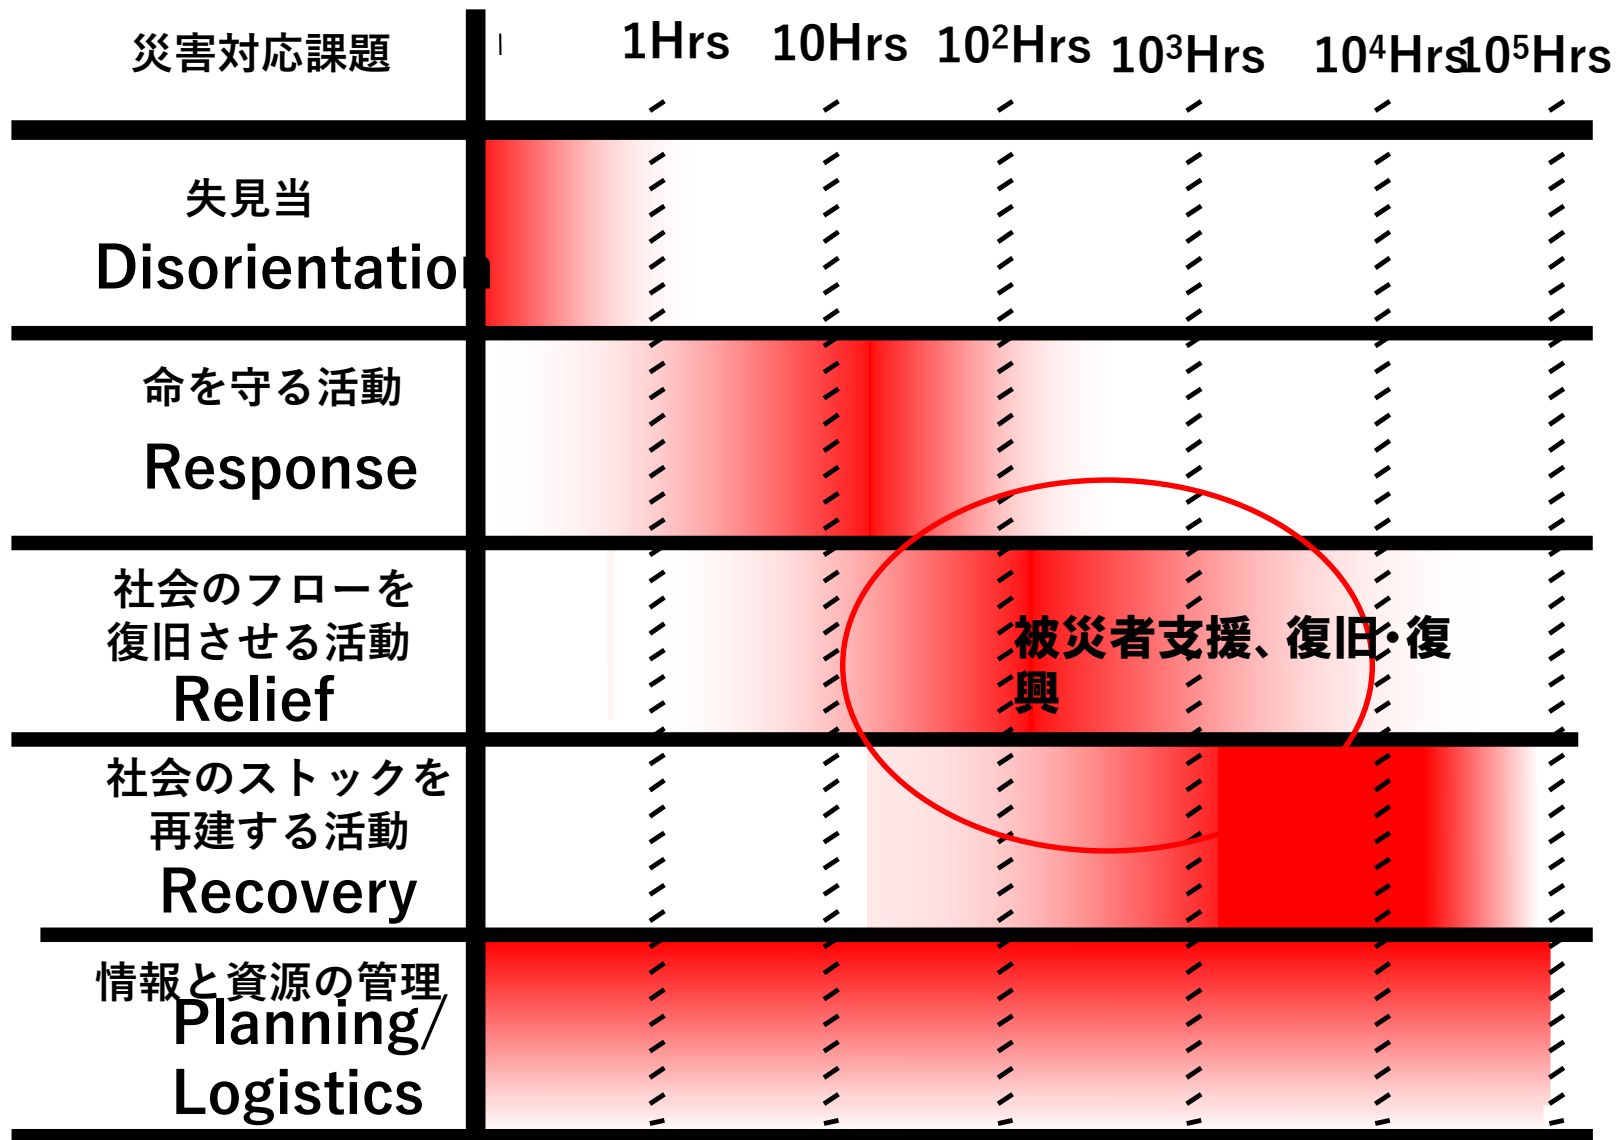 災害対応課題
1Hrs 10Hrs 10²Hrs 10³Hrs 10⁴Hrs 10⁵Hrs
失見当
Disorientation
命を守る活動
Response
社会のフローを
復旧させる活動
Relief
被災者支援、復旧・復
興
社会のストックを
再建する活動
Recovery
情報と資源の管理
Planning/
Logistics